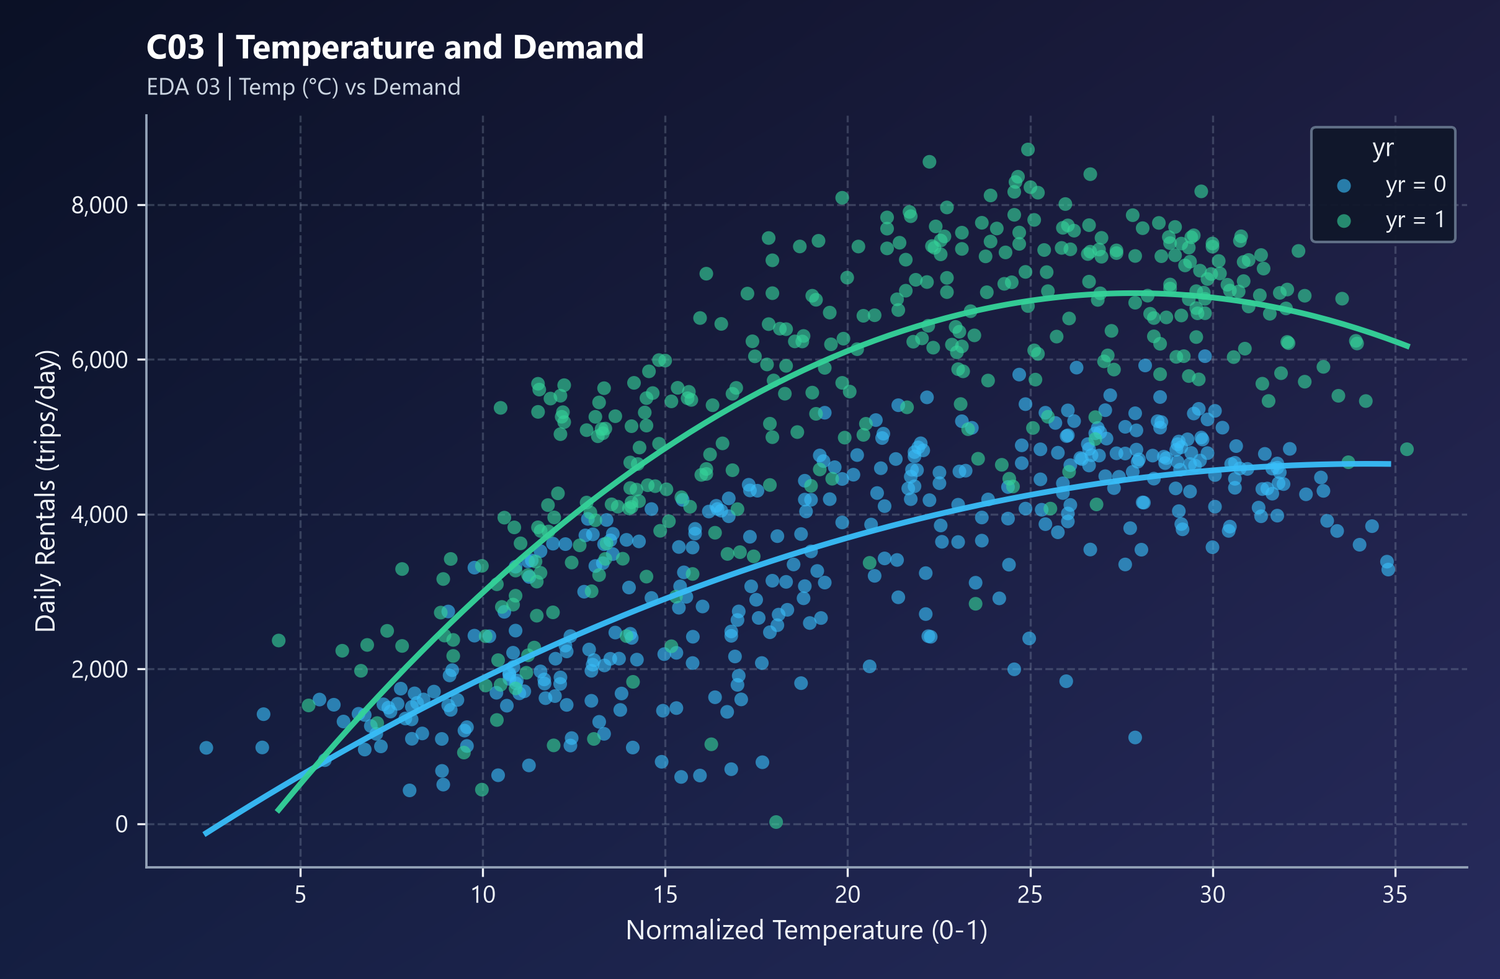 C03 | Temperature and Demand
EDA 03 | Temp (°C) vs Demand
yr
yr = 0
yr = 1
Daily Rentals (trips/day)
8,000
6,000
4,000
2,000
0
5 10 15 20 25 30 35
Normalized Temperature (0-1)